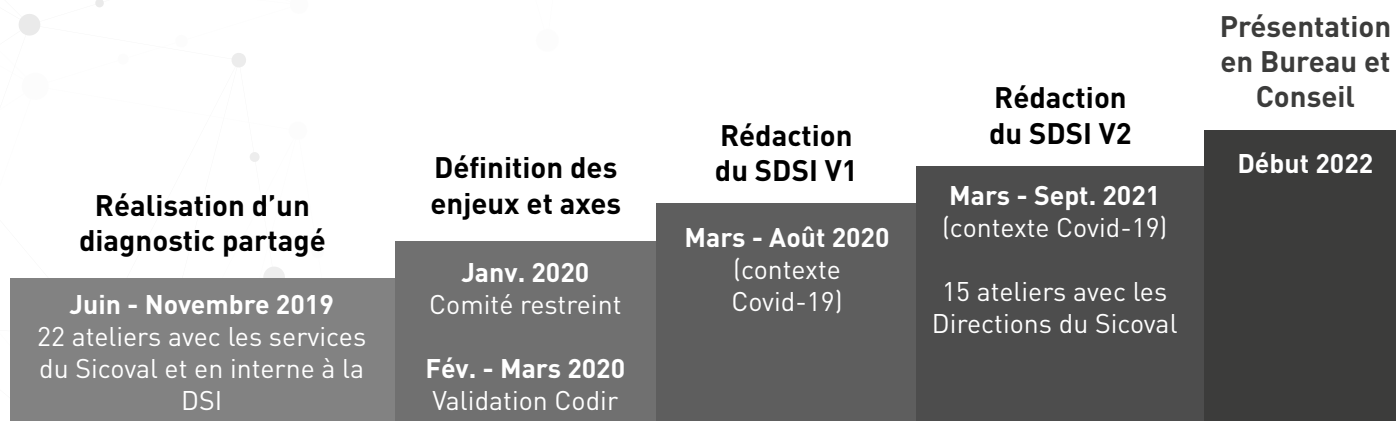 Réalisation d’un
diagnostic partagé
Juin - Novembre 2019
22 ateliers avec les services
du Sicoval et en interne à la
DSI
Définition des
enjeux et axes
Janv. 2020
Comité restreint
Fév. - Mars 2020
Validation Codir
Rédaction
du SDSI V1
Mars - Août 2020
(contexte
Covid-19)
Rédaction
du SDSI V2
Mars - Sept. 2021
(contexte Covid-19)
15 ateliers avec les
Directions du Sicoval
Présentation
en Bureau et
Conseil
Début 2022